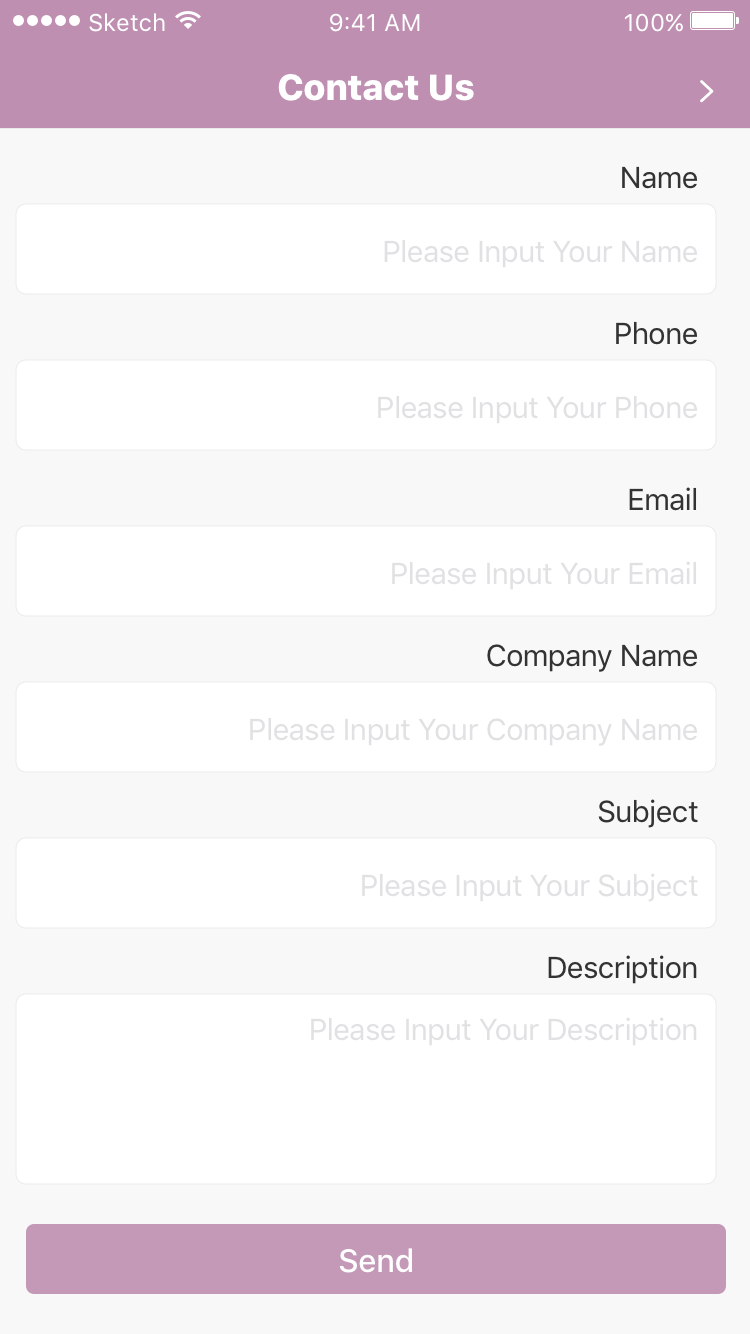 Sketch 9:41 AM 100%
Contact Us
Name
Please Input Your Name
Phone
Please Input Your Phone
Email
Please Input Your Email
Company Name
Please Input Your Company Name
Subject
Please Input Your Subject
Description
Please Input Your Description
Send